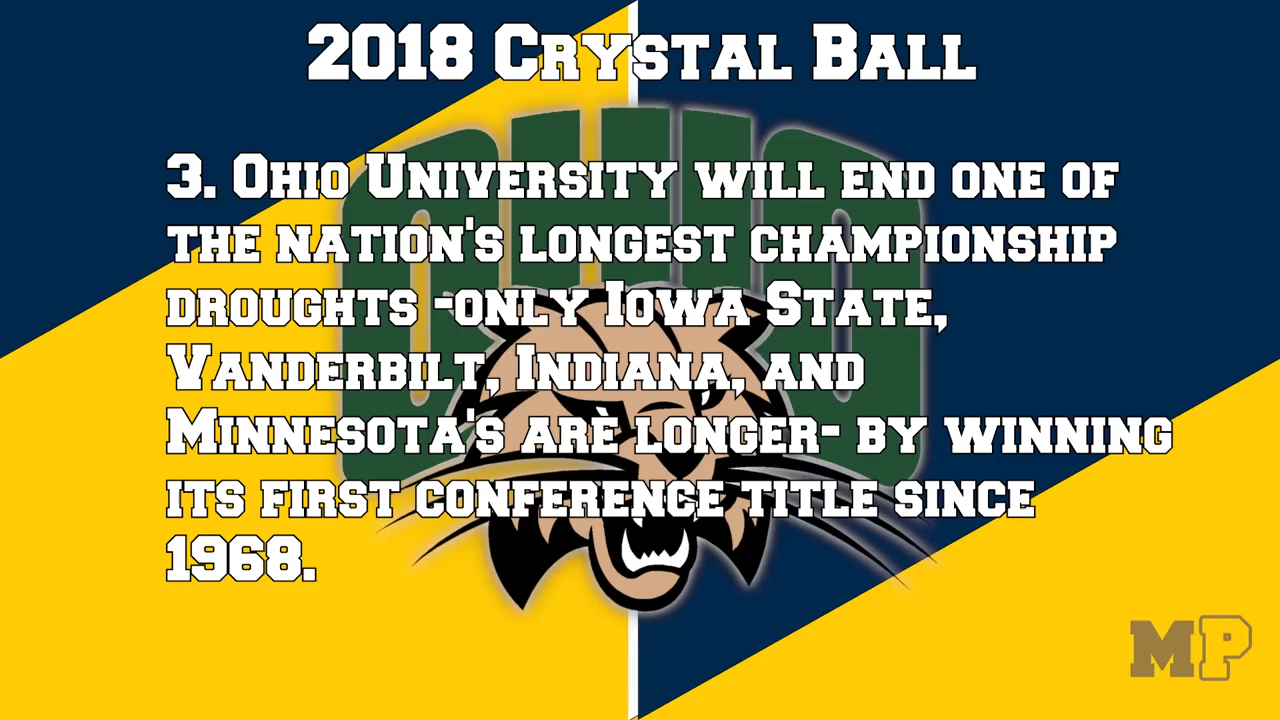 2018 Crystal Ball
3. Ohio University will end one of
the nation's longest championship
droughts -only Iowa State,
Vanderbilt, Indiana, and
Minnesota's are longer- by winning
its first conference title since
1968.
OHIO
MP